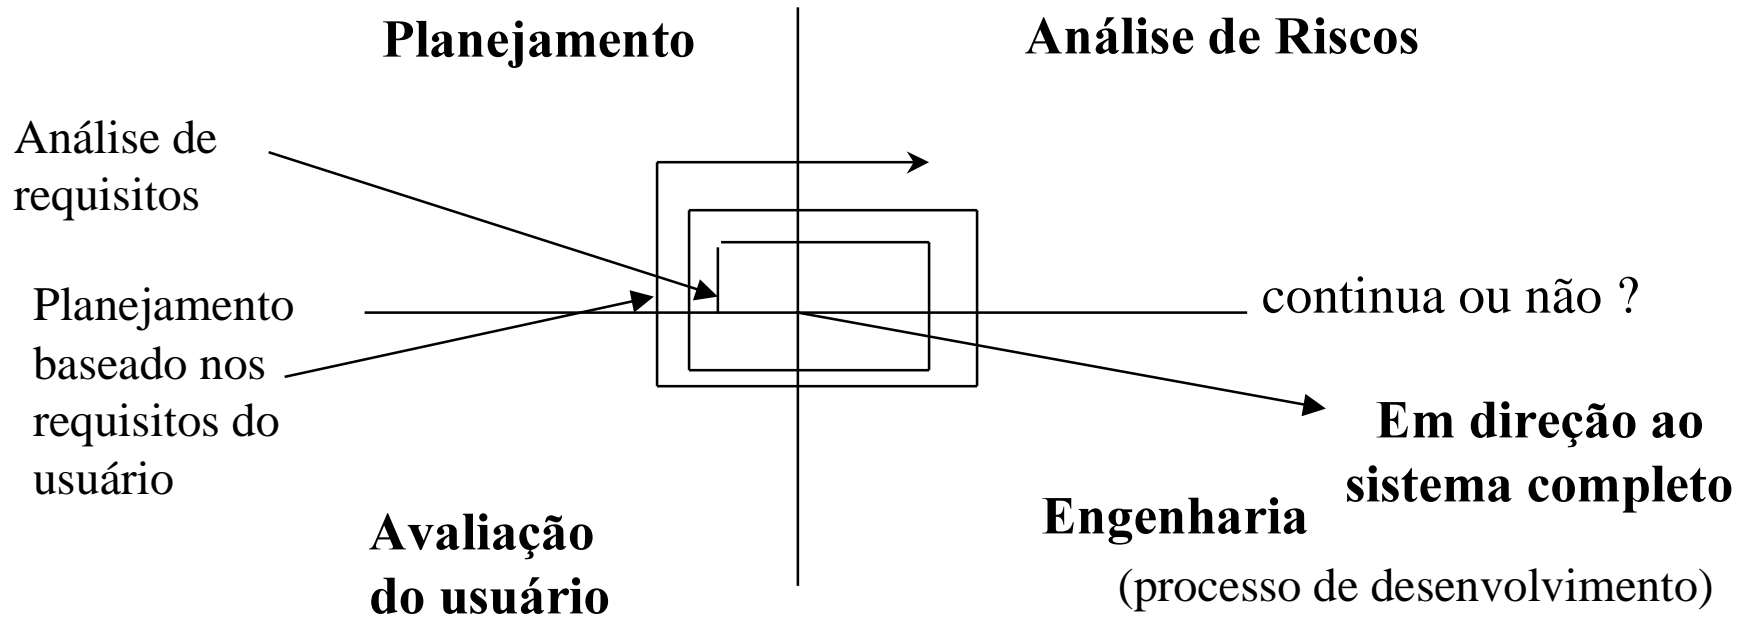 Planejamento
Análise de Riscos
Análise de
requisitos
Planejamento
baseado nos
requisitos do
usuário
continua ou não ?
Em direção ao
sistema completo
Engenharia
(processo de desenvolvimento)
Avaliação
do usuário